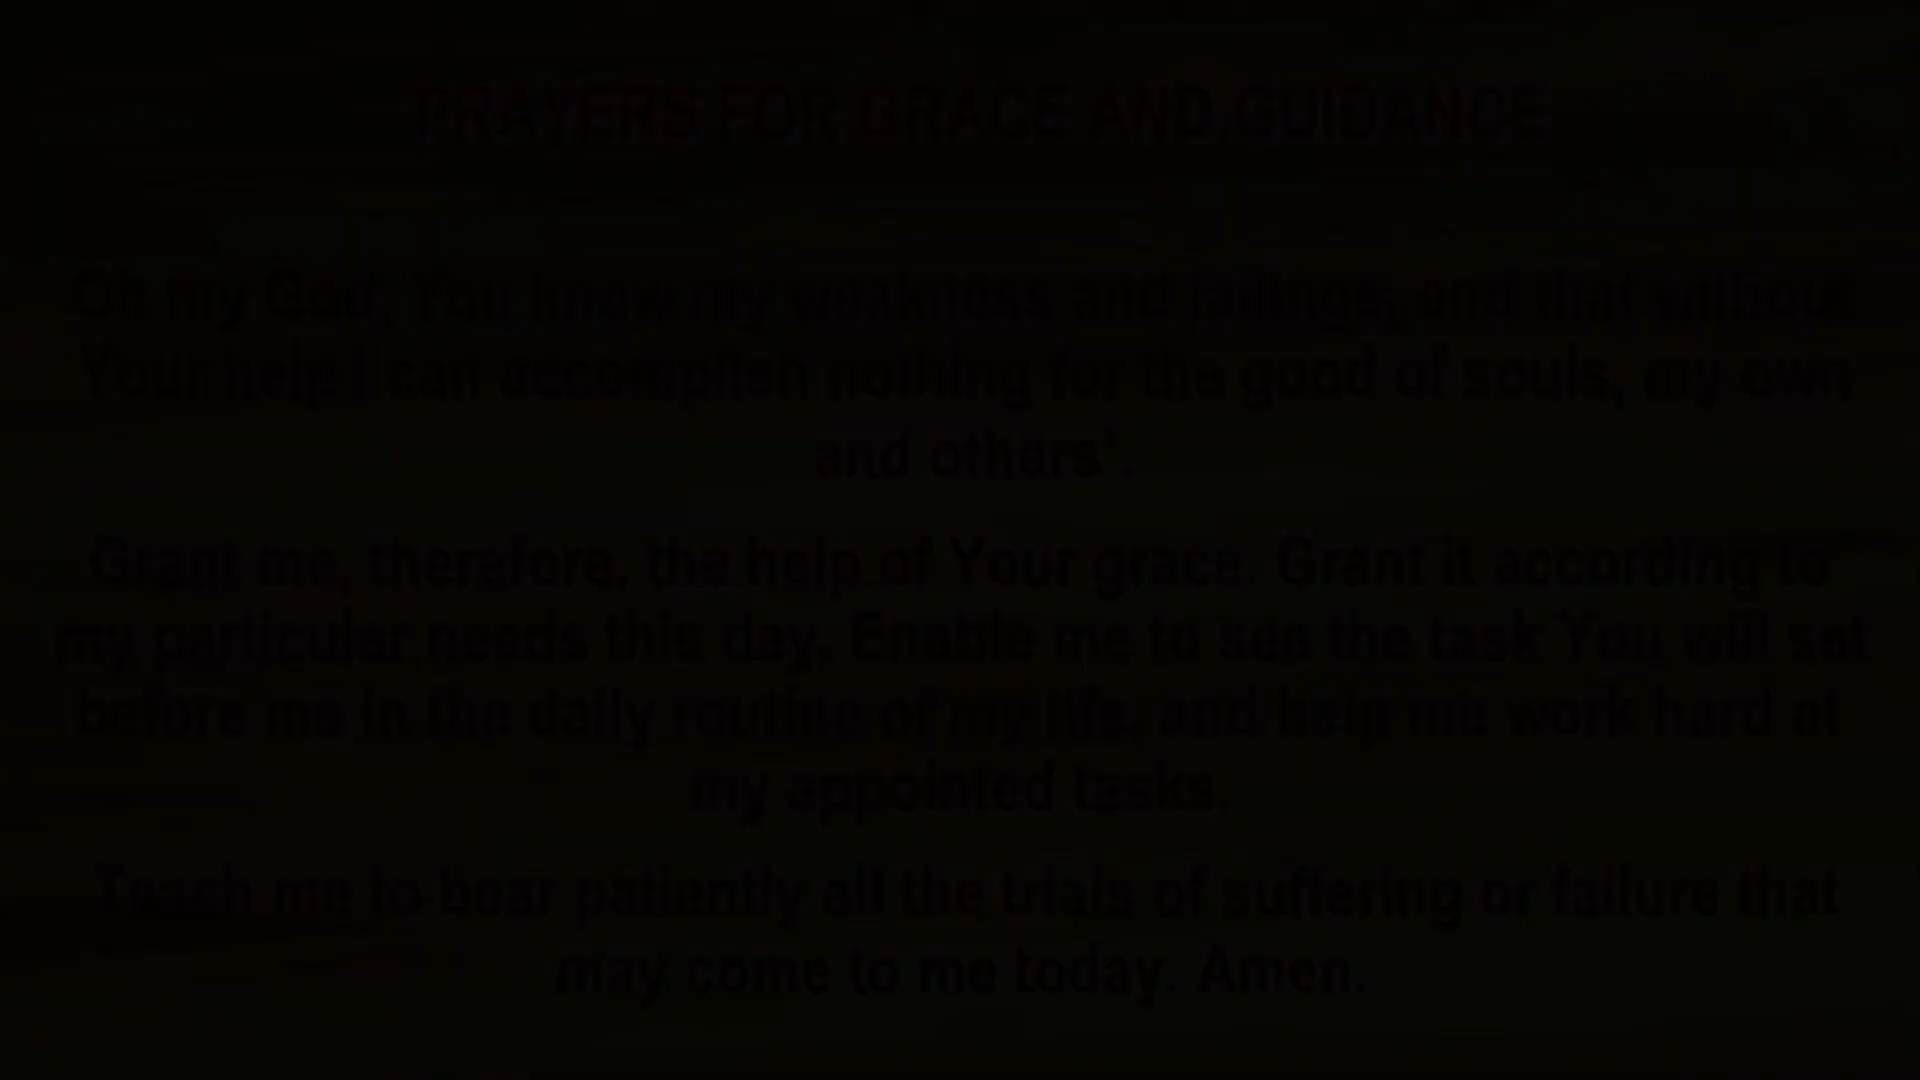 PRAYERS FOR GRACE AND GUIDANCE
Oh my God, You know my weakness and failings, and that without
Your help I can accomplish nothing for the good of souls, my own
and others'.
Grant me, therefore, the help of Your grace. Grant it according to
my particular needs this day. Enable me to see the task You will set
before me in the daily routine of my life, and help me work hard at
my appointed tasks.
Teach me to bear patiently all the trials of suffering or failure that
may come to me today. Amen.